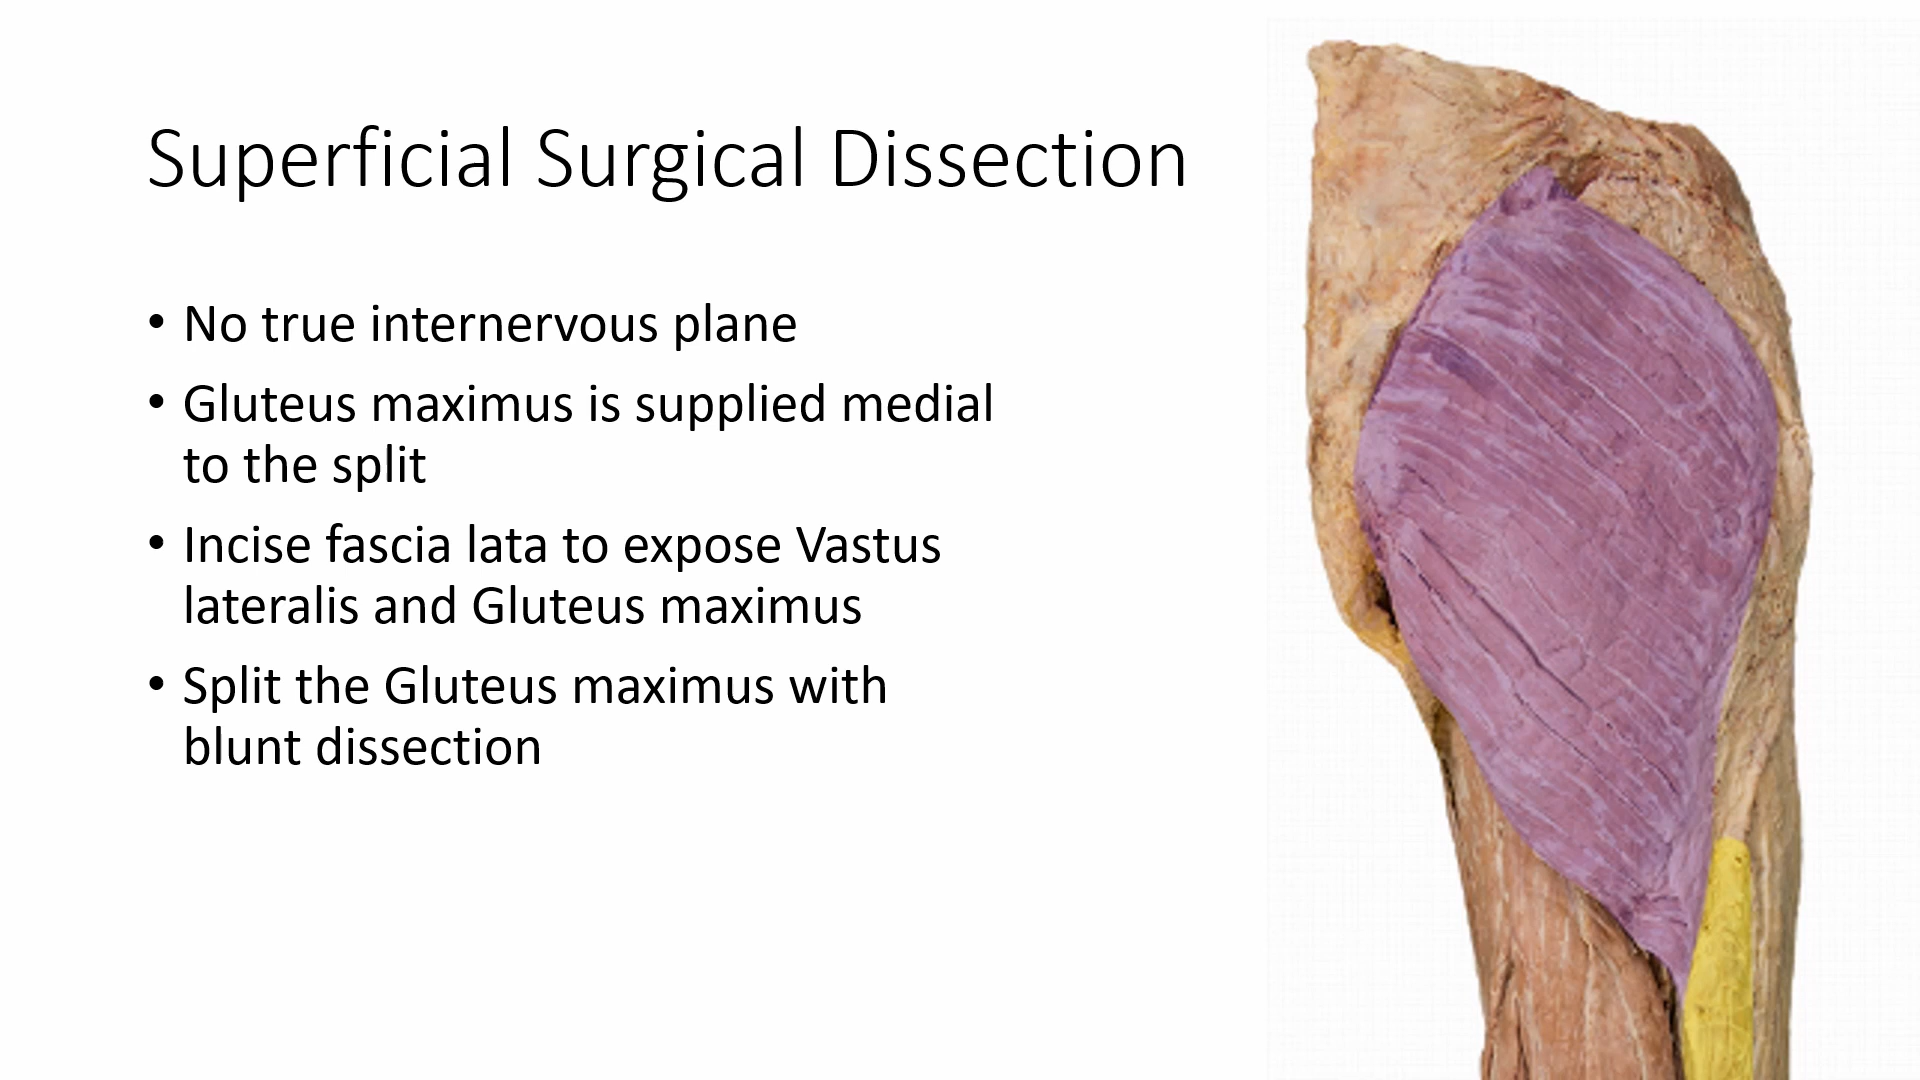 Superficial Surgical Dissection
• No true internervous plane
• Gluteus maximus is supplied medial
to the split
• Incise fascia lata to expose Vastus
lateralis and Gluteus maximus
• Split the Gluteus maximus with
blunt dissection